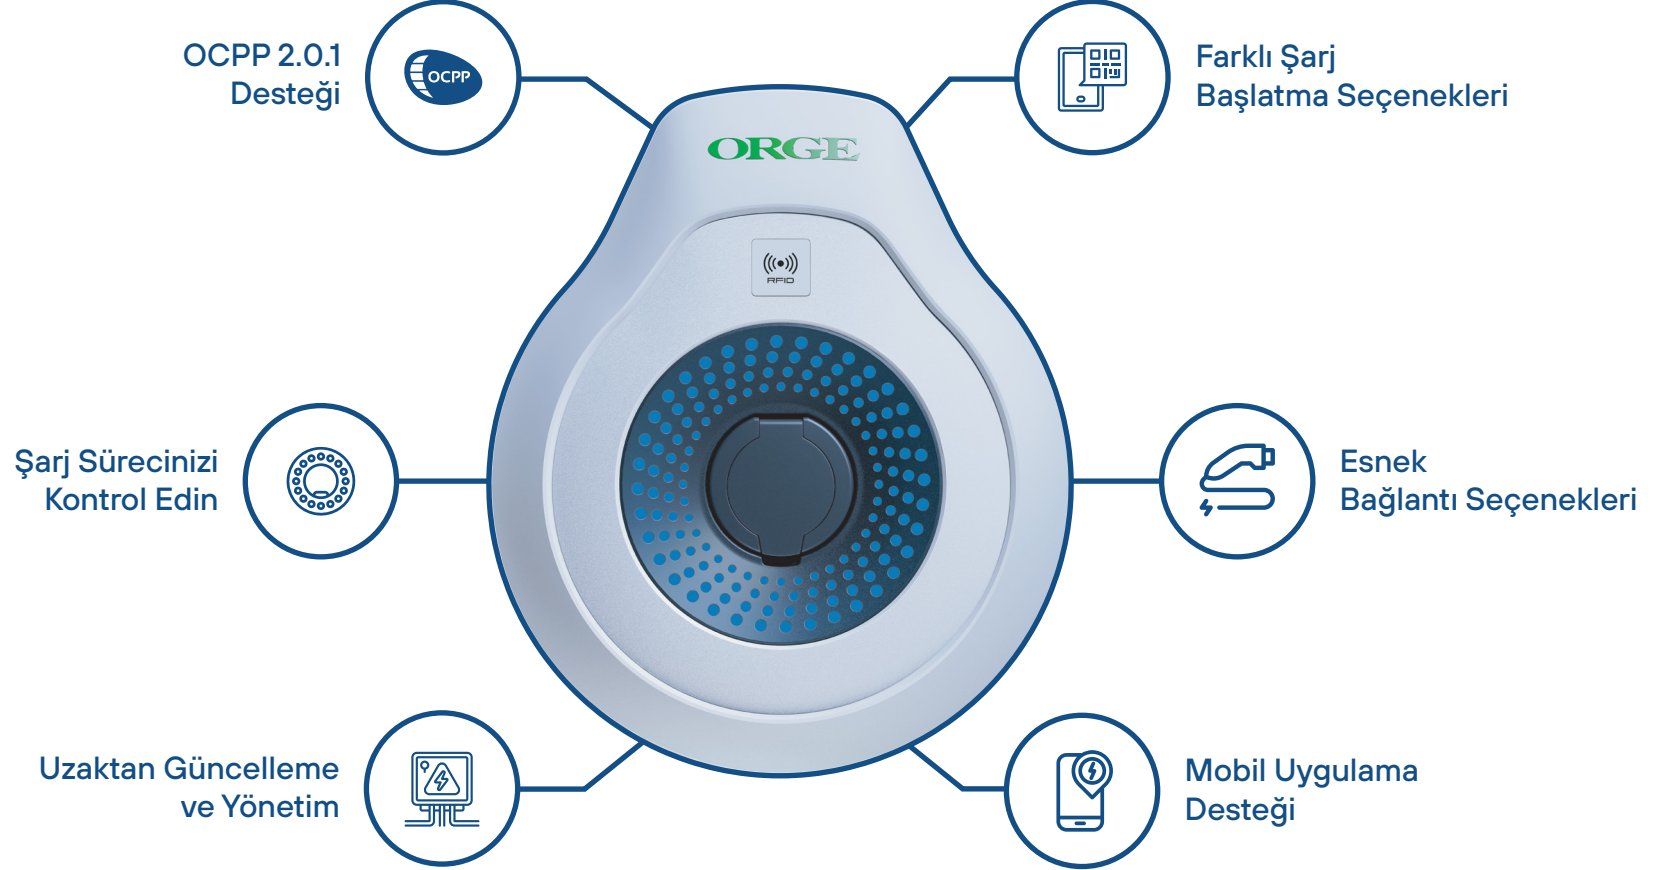 OCPP 2.0.1
Desteği
OCPP
Farklı Şarj
Başlatma Seçenekleri
ORGE
RFID
Şarj Sürecinizi
Kontrol Edin
Esnek
Bağlantı Seçenekleri
Uzaktan Güncelleme
ve Yönetim
Mobil Uygulama
Desteği